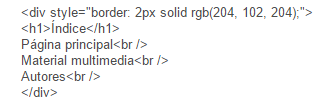 <div style="border: 2px solid rgb(204, 102, 204);">
<h1>Índice</h1>
Página principal<br />
Material multimedia<br />
Autores<br />
</div>